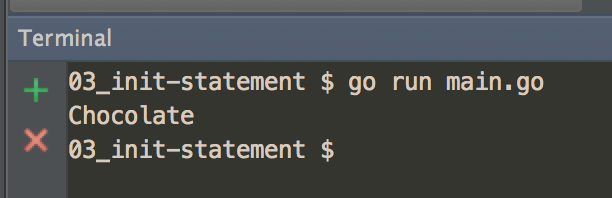 Terminal
03_init-statement $ go run main.go
Chocolate
03_init-statement $